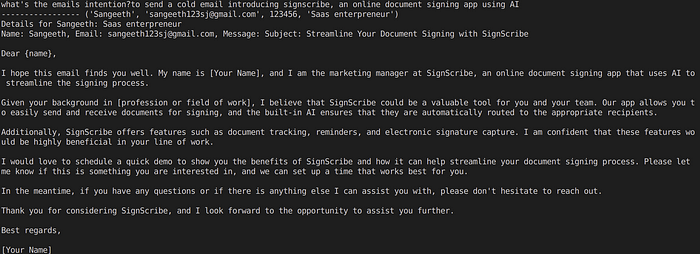 what's the emails intention?to send a cold email introducing signscribe, an online document signing app using AI
---------------- ('Sangeeth', 'sangeeth123sj@gmail.com', 123456, 'Saas enterpreneur')
Details for Sangeeth: Saas enterpreneur
Name: Sangeeth, Email: sangeeth123sj@gmail.com, Message: Subject: Streamline Your Document Signing with SignScribe
Dear {name},
I hope this email finds you well. My name is [Your Name], and I am the marketing manager at SignScribe, an online document signing app that uses AI to
 streamline the signing process.
Given your background in [profession or field of work], I believe that SignScribe could be a valuable tool for you and your team. Our app allows you t
o easily send and receive documents for signing, and the built-in AI ensures that they are automatically routed to the appropriate recipients.
Additionally, SignScribe offers features such as document tracking, reminders, and electronic signature capture. I am confident that these features wo
uld be highly beneficial in your line of work.
I would love to schedule a quick demo to show you the benefits of SignScribe and how it can help streamline your document signing process. Please let
me know if this is something you are interested in, and we can set up a time that works best for you.
In the meantime, if you have any questions or if there is anything else I can assist you with, please don't hesitate to reach out.
Thank you for considering SignScribe, and I look forward to the opportunity to assist you further.
Best regards,
[Your Name]